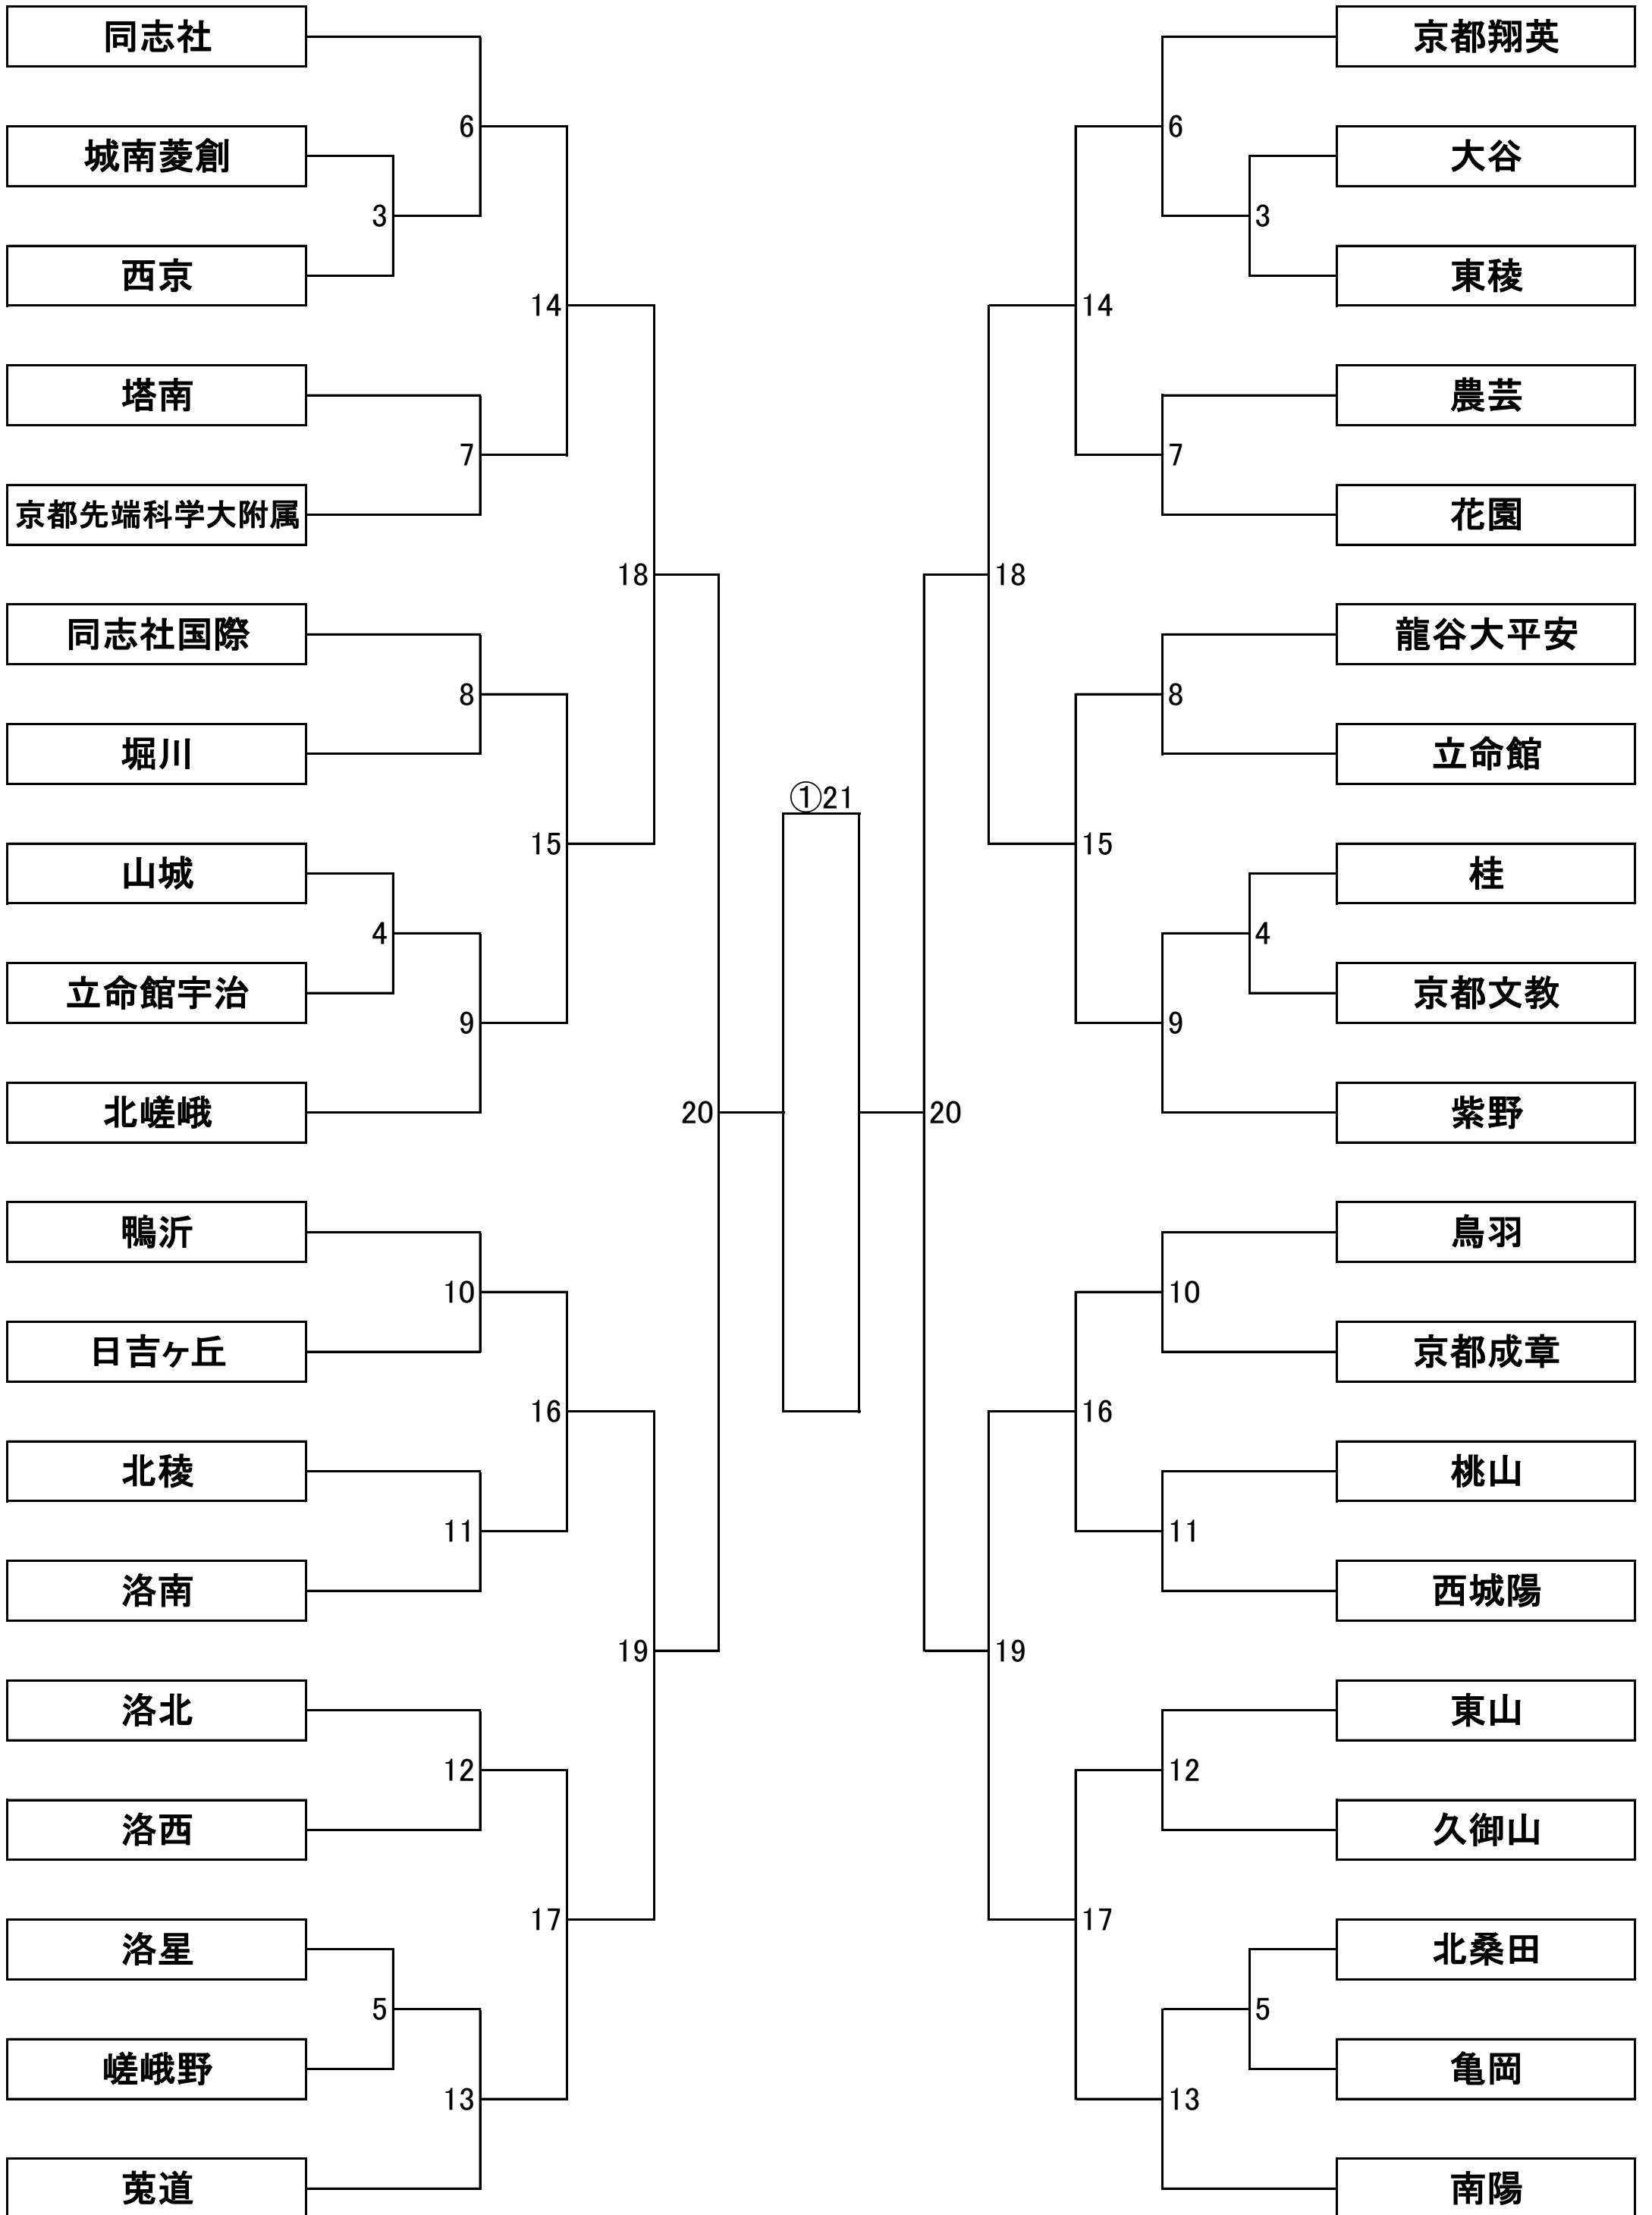 同志社
京都翔英
6
6
城南菱創
大谷
3
3
西京
東稜
14
14
塔南
農芸
7
7
京都先端科学大附属
花園
18
18
同志社国際
龍谷大平安
8
8
堀川
立命館
①21
15
15
山城
桂
4
4
立命館宇治
京都文教
9
9
北嵯峨
紫野
20
20
鴨沂
鳥羽
10
10
日吉ヶ丘
京都成章
16
16
北稜
桃山
11
11
洛南
西城陽
19
19
洛北
東山
12
12
洛西
久御山
17
17
洛星
北桑田
5
5
嵯峨野
亀岡
13
13
莵道
南陽